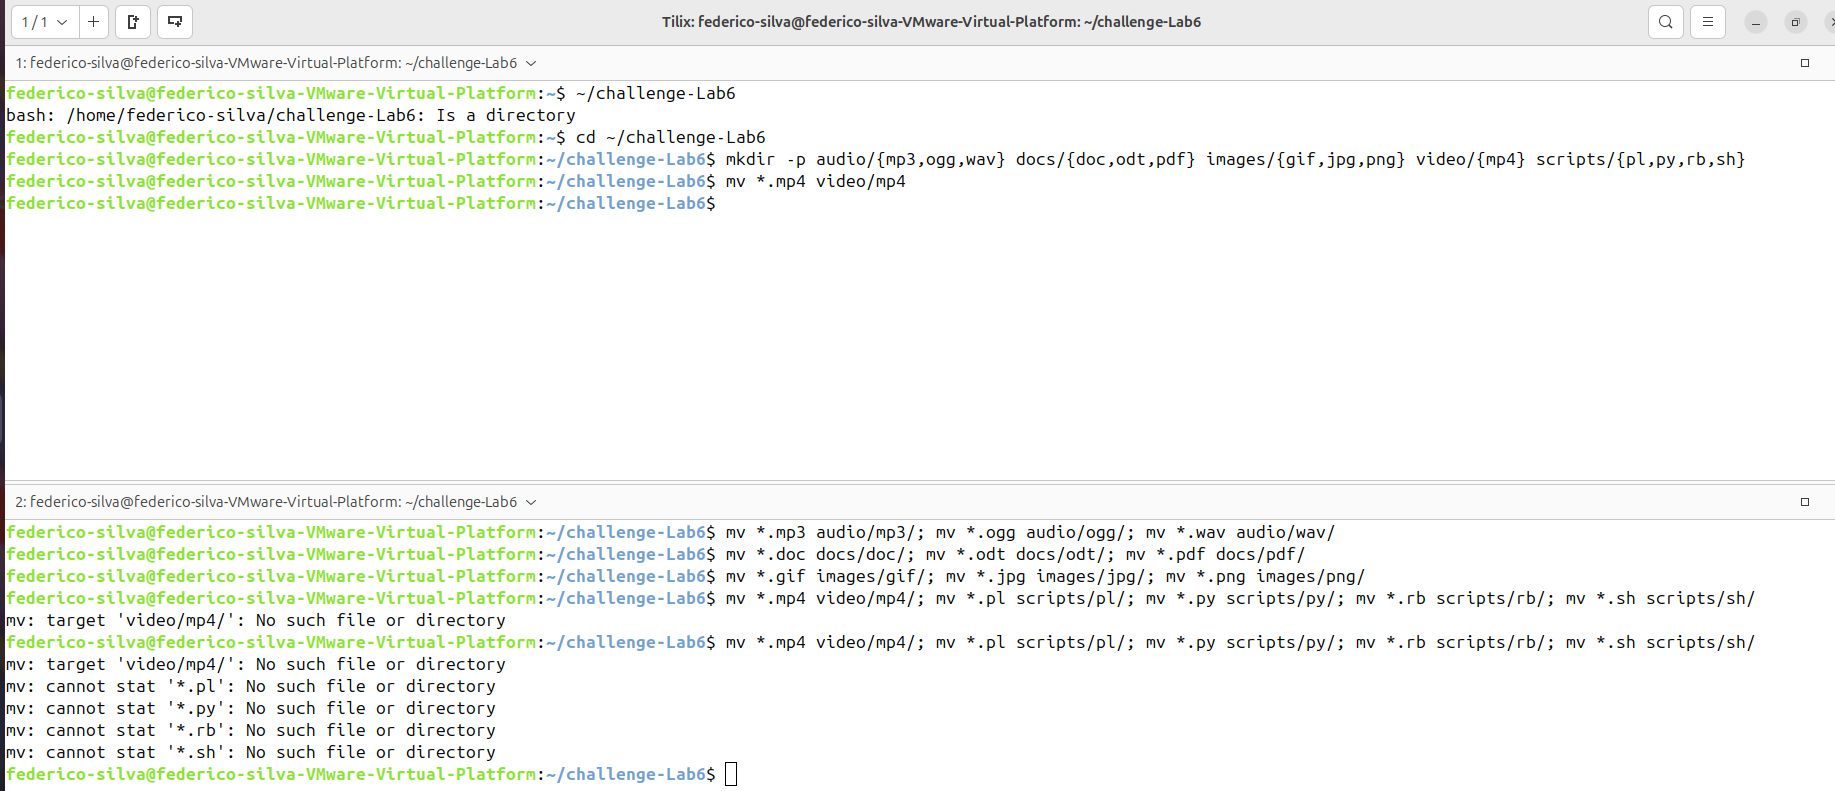 1 / 1
Tilix: federico-silva@federico-silva-VMware-Virtual-Platform: ~/challenge-Lab6
1: federico-silva@federico-silva-VMware-Virtual-Platform: ~/challenge-Lab6
federico-silva@federico-silva-VMware-Virtual-Platform:~$ ~/challenge-Lab6
bash: /home/federico-silva/challenge-Lab6: Is a directory
federico-silva@federico-silva-VMware-Virtual-Platform:~$ cd ~/challenge-Lab6
federico-silva@federico-silva-VMware-Virtual-Platform:~/challenge-Lab6$ mkdir -p audio/{mp3,ogg,wav} docs/{doc,odt,pdf} images/{gif,jpg,png} video/{mp4} scripts/{pl,py,rb,sh}
federico-silva@federico-silva-VMware-Virtual-Platform:~/challenge-Lab6$ mv *.mp4 video/mp4
federico-silva@federico-silva-VMware-Virtual-Platform:~/challenge-Lab6$
2: federico-silva@federico-silva-VMware-Virtual-Platform: ~/challenge-Lab6
federico-silva@federico-silva-VMware-Virtual-Platform:~/challenge-Lab6$ mv *.mp3 audio/mp3/; mv *.ogg audio/ogg/; mv *.wav audio/wav/
federico-silva@federico-silva-VMware-Virtual-Platform:~/challenge-Lab6$ mv *.doc docs/doc/; mv *.odt docs/odt/; mv *.pdf docs/pdf/
federico-silva@federico-silva-VMware-Virtual-Platform:~/challenge-Lab6$ mv *.gif images/gif/; mv *.jpg images/jpg/; mv *.png images/png/
federico-silva@federico-silva-VMware-Virtual-Platform:~/challenge-Lab6$ mv *.mp4 video/mp4/; mv *.pl scripts/pl/; mv *.py scripts/py/; mv *.rb scripts/rb/; mv *.sh scripts/sh/
mv: target 'video/mp4/': No such file or directory
federico-silva@federico-silva-VMware-Virtual-Platform:~/challenge-Lab6$ mv *.mp4 video/mp4/; mv *.pl scripts/pl/; mv *.py scripts/py/; mv *.rb scripts/rb/; mv *.sh scripts/sh/
mv: target 'video/mp4/': No such file or directory
mv: cannot stat '*.pl': No such file or directory
mv: cannot stat '*.py': No such file or directory
mv: cannot stat '*.rb': No such file or directory
mv: cannot stat '*.sh': No such file or directory
federico-silva@federico-silva-VMware-Virtual-Platform:~/challenge-Lab6$